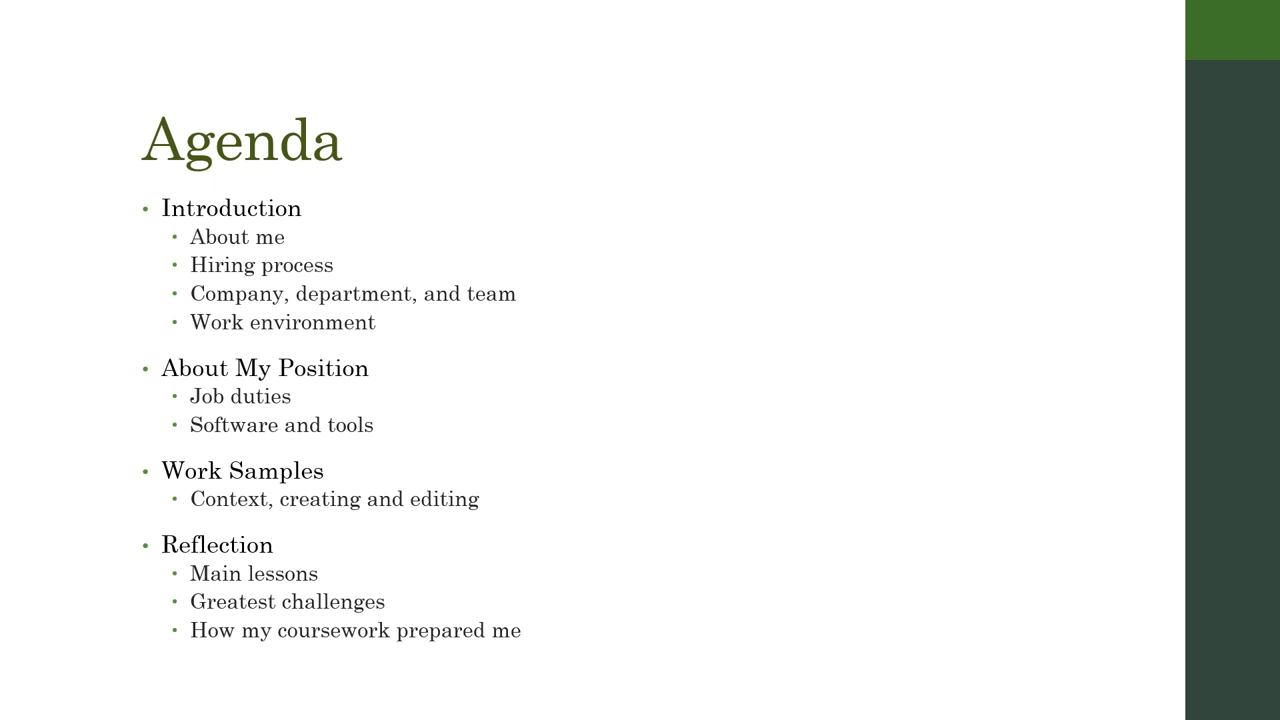 Agenda
• Introduction
• About me
• Hiring process
• Company, department, and team
• Work environment
• About My Position
• Job duties
• Software and tools
• Work Samples
• Context, creating and editing
• Reflection
• Main lessons
• Greatest challenges
• How my coursework prepared me